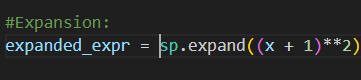 #Expansion:
expanded_expr = sp.expand((x + 1)**2)